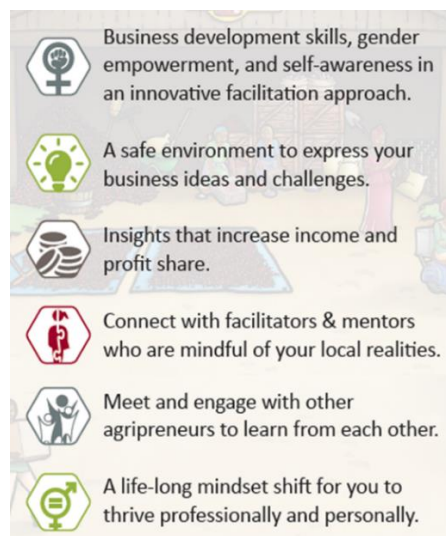 Business development skills, gender
empowerment, and self-awareness in
an innovative facilitation approach.
A safe environment to express your
business ideas and challenges.
Insights that increase income and
profit share.
Connect with facilitators & mentors
who are mindful of your local realities.
Meet and engage with other
agripreneurs to learn from each other.
A life-long mindset shift for you to
thrive professionally and personally.